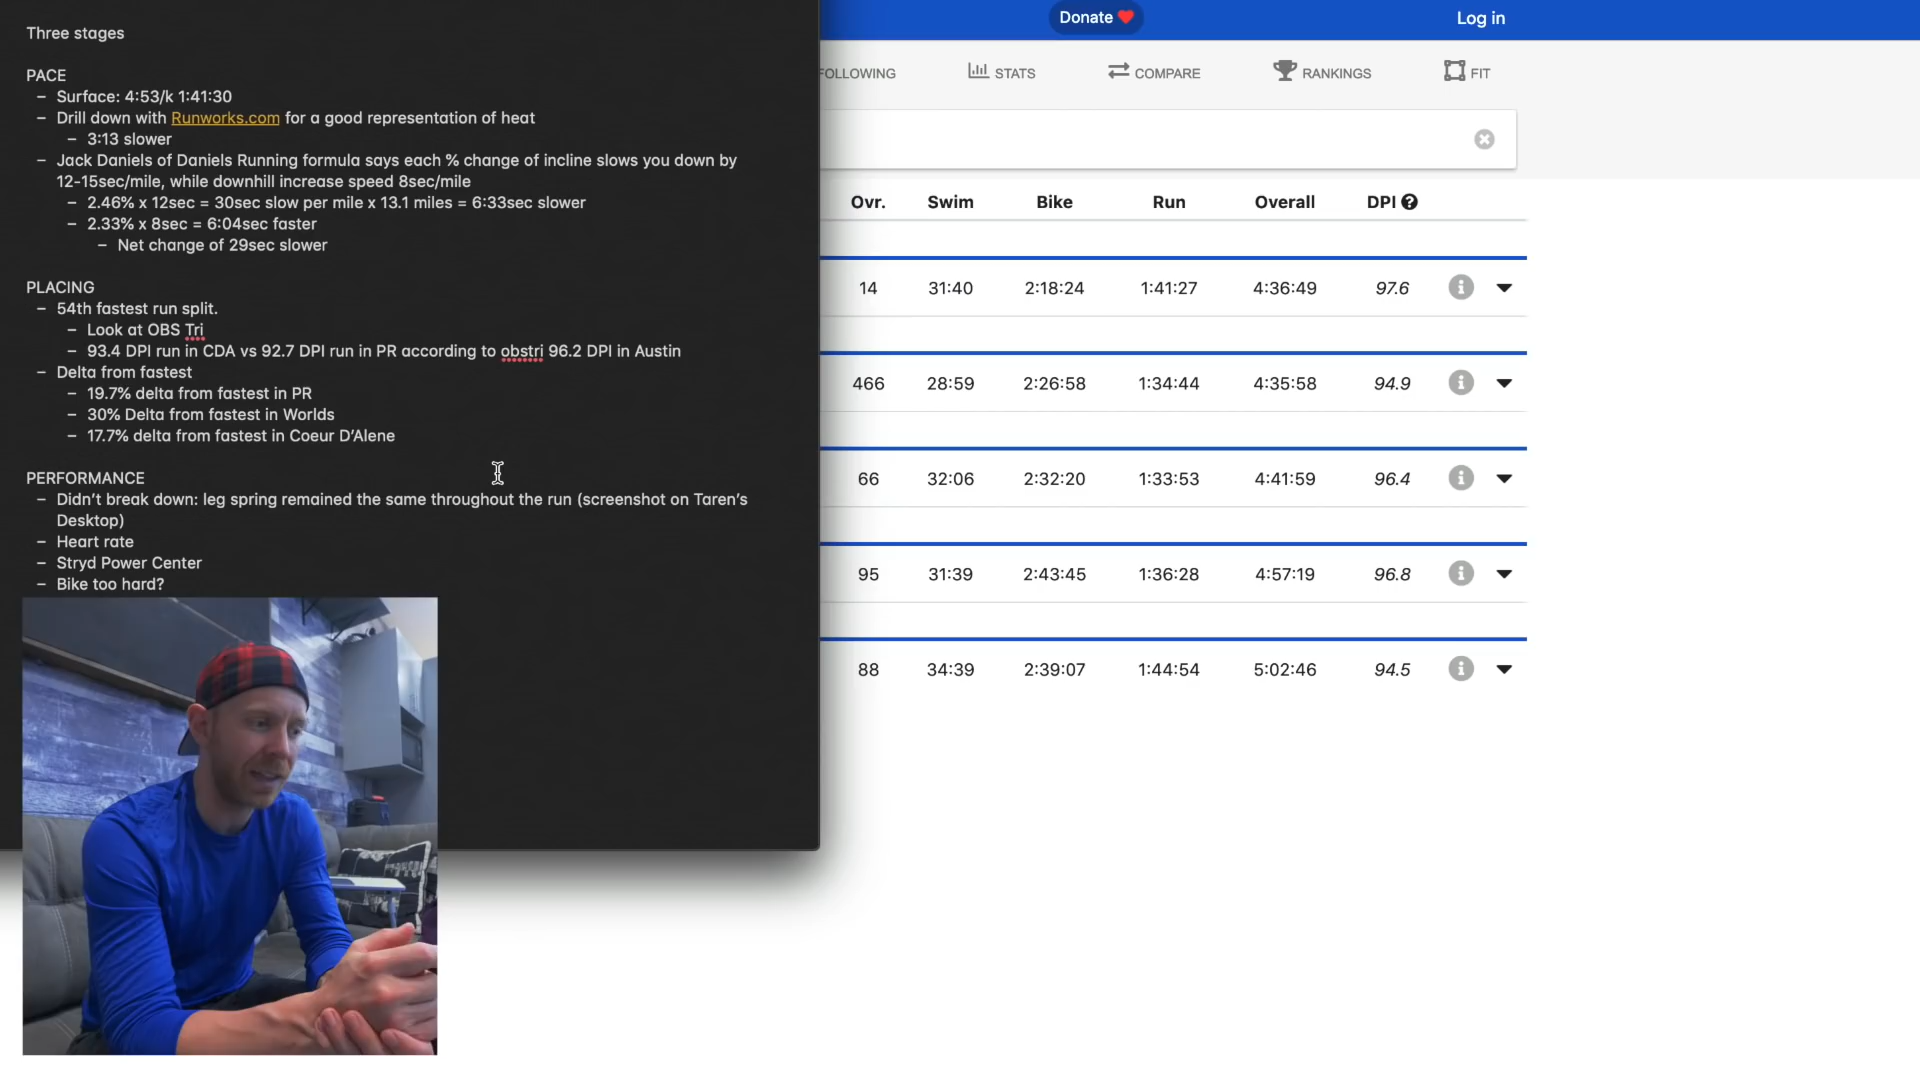 Three stages
PACE
– Surface: 4:53/k 1:41:30
– Drill down with Runworks.com for a good representation of heat
– 3:13 slower
– Jack Daniels of Daniels Running formula says each % change of incline slows you down by
12-15sec/mile, while downhill increase speed 8sec/mile
– 2.46% x 12sec = 30sec slow per mile x 13.1 miles = 6:33sec slower
– 2.33% x 8sec = 6:04sec faster
– Net change of 29sec slower
PLACING
– 54th fastest run split.
– Look at OBS Tri
– 93.4 DPI run in CDA vs 92.7 DPI run in PR according to obstri 96.2 DPI in Austin
– Delta from fastest
– 19.7% delta from fastest in PR
– 30% Delta from fastest in Worlds
– 17.7% delta from fastest in Coeur D’Alene
PERFORMANCE
– Didn’t break down: leg spring remained the same throughout the run (screenshot on Taren’s
Desktop)
– Heart rate
– Stryd Power Center
– Bike too hard?
Donate Log in
FOLLOWING STATS COMPARE RANKINGS FIT
Ovr. Swim Bike Run Overall DPI ?
14 31:40 2:18:24 1:41:27 4:36:49 97.6
466 28:59 2:26:58 1:34:44 4:35:58 94.9
66 32:06 2:32:20 1:33:53 4:41:59 96.4
95 31:39 2:43:45 1:36:28 4:57:19 96.8
88 34:39 2:39:07 1:44:54 5:02:46 94.5